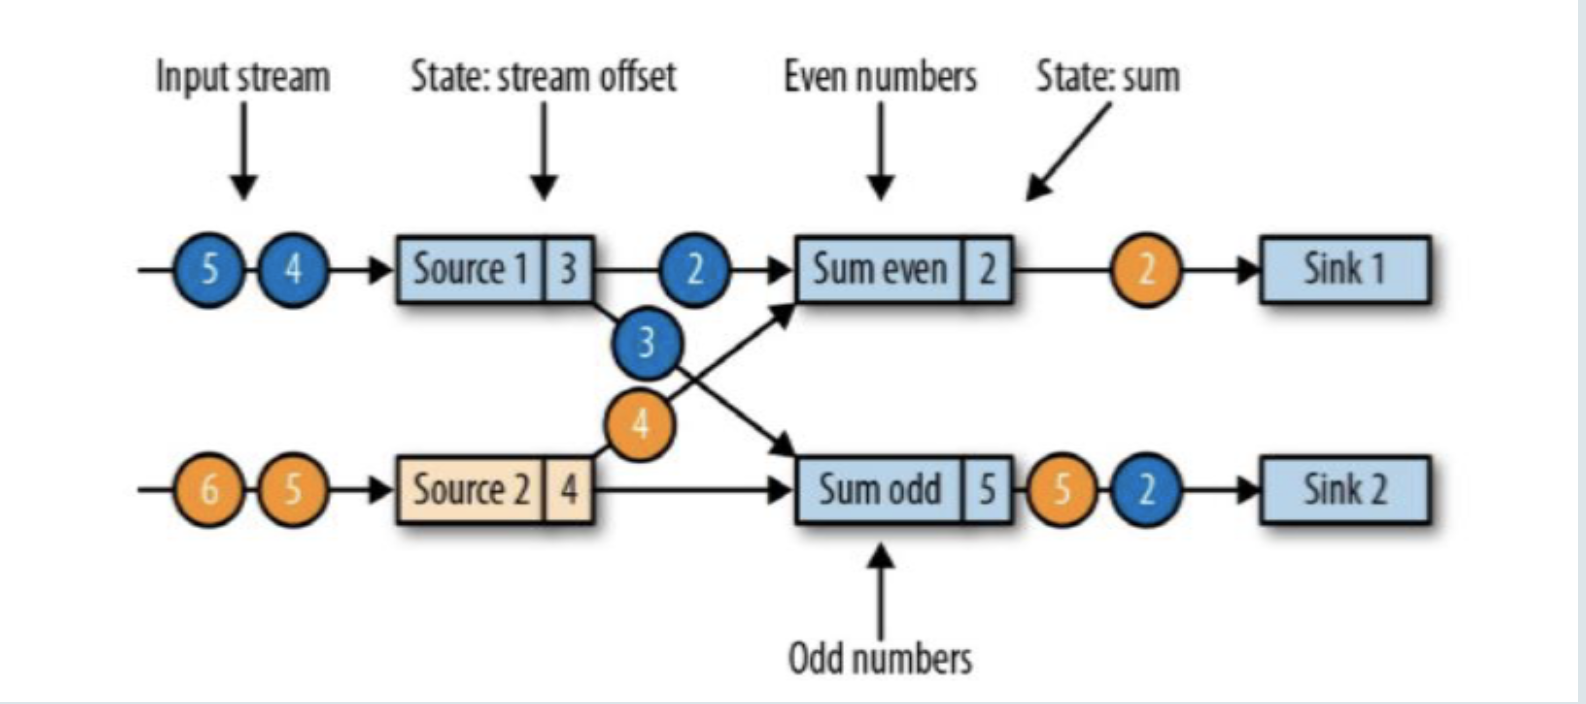 Input stream
State: stream offset
Even numbers
State: sum
5
4
Source 1
3
2
Sum even
2
2
Sink 1
3
4
6
5
Source 2
4
Sum odd
5
5
2
Sink 2
Odd numbers